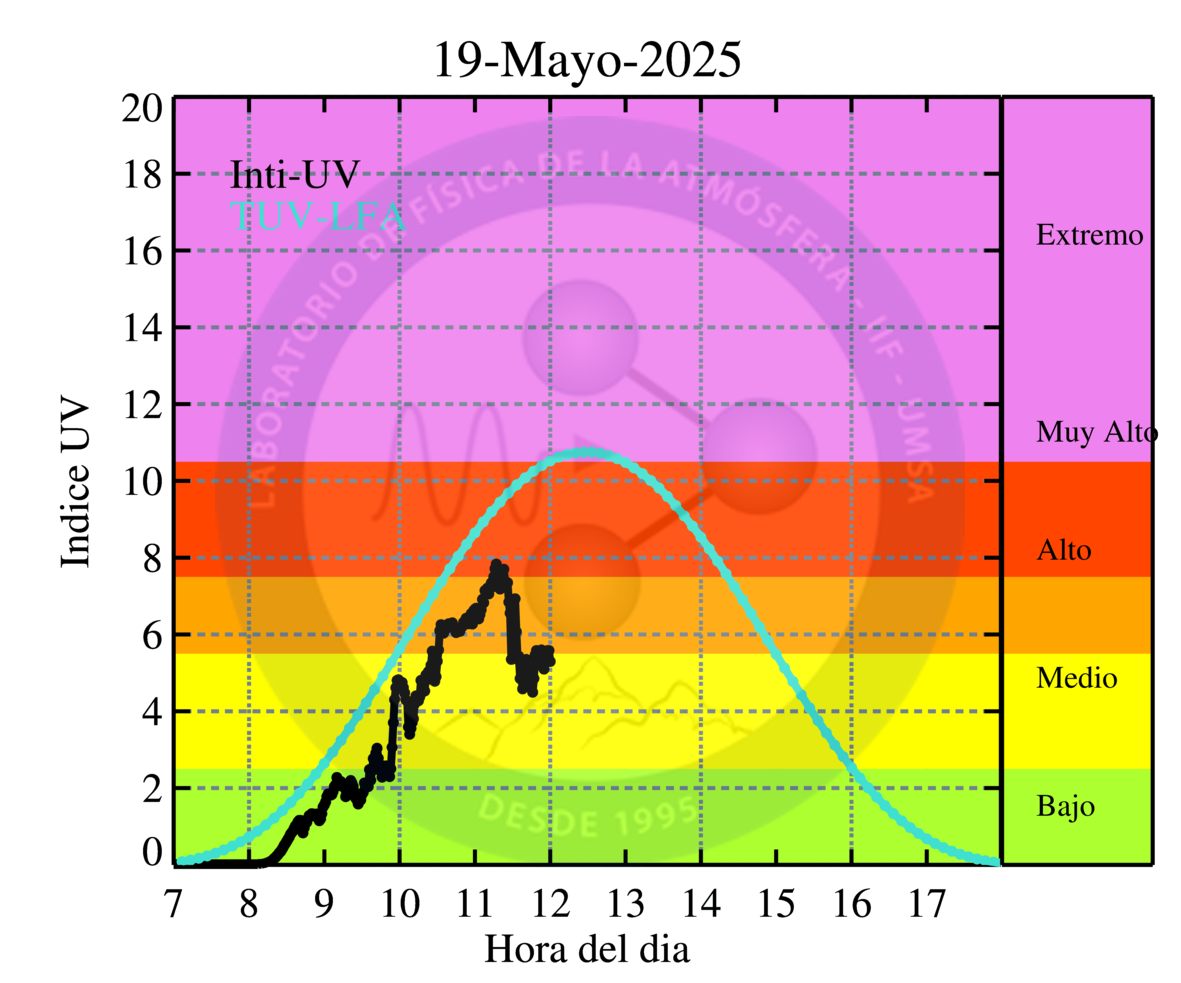 19-Mayo-2025
Inti-UV
TUV-LFA
LABORATORIO DE FÍSICA DE LA ATMÓSFERA - IIF - UMSA
DESDE 1995
Indice UV
20
18
16
14
12
10
8
6
4
2
0
Extremo
Muy Alto
Alto
Medio
Bajo
7 8 9 10 11 12 13 14 15 16 17
Hora del dia